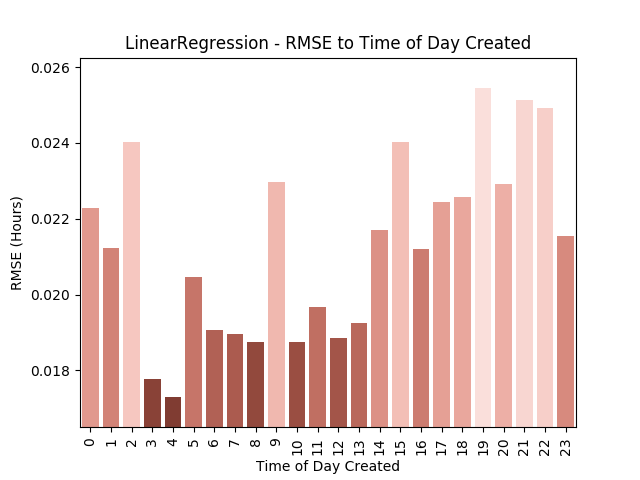 LinearRegression - RMSE to Time of Day Created
0.026
0.024
0.022
0.020
0.018
RMSE (Hours)
0 1 2 3 4 5 6 7 8 9 10 11 12 13 14 15 16 17 18 19 20 21 22 23
Time of Day Created